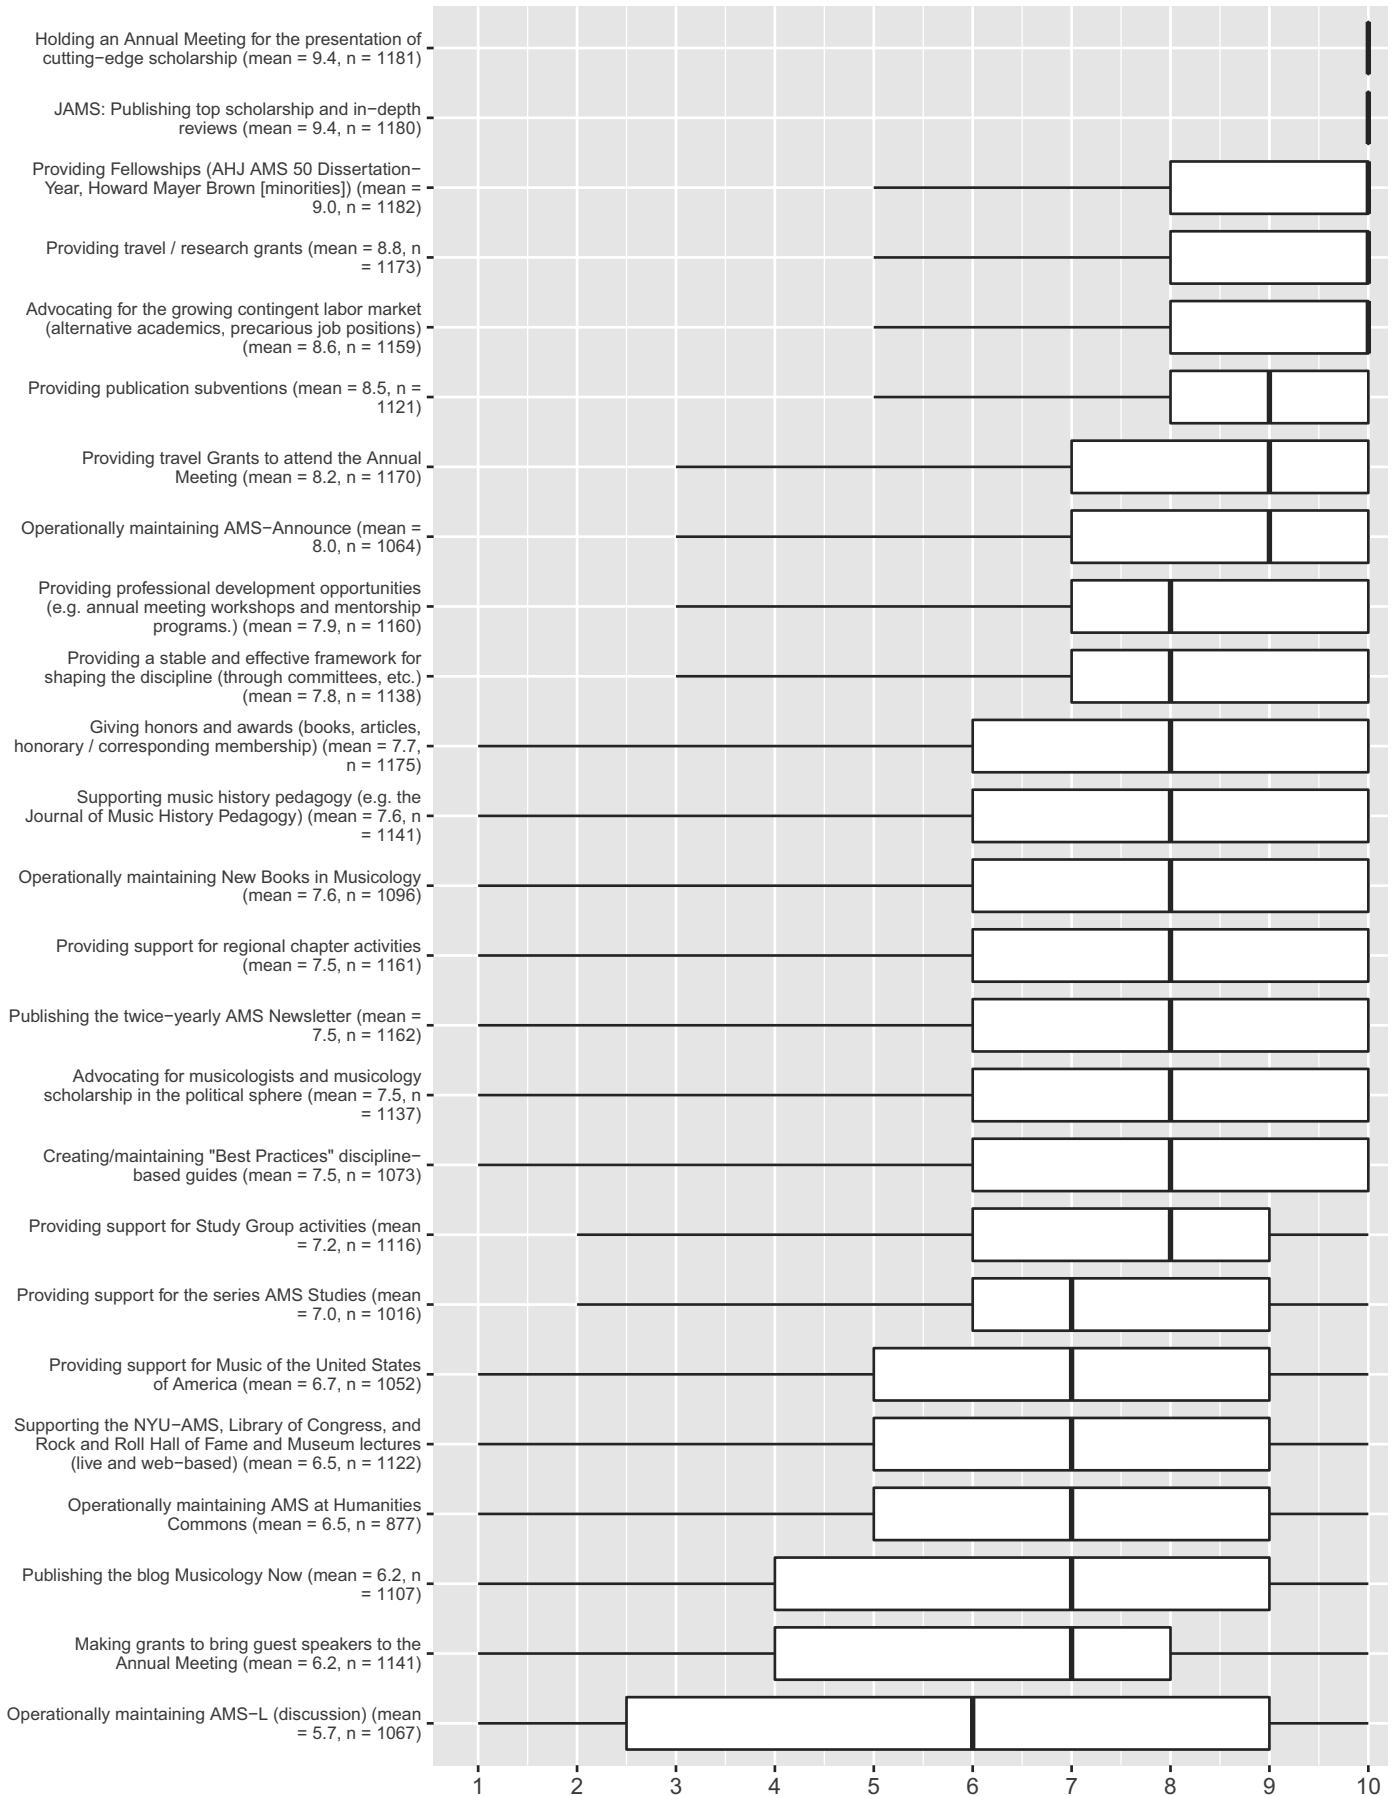 Holding an Annual Meeting for the presentation of
cutting−edge scholarship (mean = 9.4, n = 1181)
JAMS: Publishing top scholarship and in−depth
reviews (mean = 9.4, n = 1180)
Providing Fellowships (AHJ AMS 50 Dissertation−
Year, Howard Mayer Brown [minorities]) (mean =
9.0, n = 1182)
Providing travel / research grants (mean = 8.8, n
= 1173)
Advocating for the growing contingent labor market
(alternative academics, precarious job positions)
(mean = 8.6, n = 1159)
Providing publication subventions (mean = 8.5, n =
1121)
Providing travel Grants to attend the Annual
Meeting (mean = 8.2, n = 1170)
Operationally maintaining AMS−Announce (mean =
8.0, n = 1064)
Providing professional development opportunities
(e.g. annual meeting workshops and mentorship
programs.) (mean = 7.9, n = 1160)
Providing a stable and effective framework for
shaping the discipline (through committees, etc.)
(mean = 7.8, n = 1138)
Giving honors and awards (books, articles,
honorary / corresponding membership) (mean = 7.7,
n = 1175)
Supporting music history pedagogy (e.g. the
Journal of Music History Pedagogy) (mean = 7.6, n
= 1141)
Operationally maintaining New Books in Musicology
(mean = 7.6, n = 1096)
Providing support for regional chapter activities
(mean = 7.5, n = 1161)
Publishing the twice−yearly AMS Newsletter (mean =
7.5, n = 1162)
Advocating for musicologists and musicology
scholarship in the political sphere (mean = 7.5, n
= 1137)
Creating/maintaining "Best Practices" discipline−
based guides (mean = 7.5, n = 1073)
Providing support for Study Group activities (mean
= 7.2, n = 1116)
Providing support for the series AMS Studies (mean
= 7.0, n = 1016)
Providing support for Music of the United States
of America (mean = 6.7, n = 1052)
Supporting the NYU−AMS, Library of Congress, and
Rock and Roll Hall of Fame and Museum lectures
(live and web−based) (mean = 6.5, n = 1122)
Operationally maintaining AMS at Humanities
Commons (mean = 6.5, n = 877)
Publishing the blog Musicology Now (mean = 6.2, n
= 1107)
Making grants to bring guest speakers to the
Annual Meeting (mean = 6.2, n = 1141)
Operationally maintaining AMS−L (discussion) (mean
= 5.7, n = 1067)
1 2 3 4 5 6 7 8 9 10